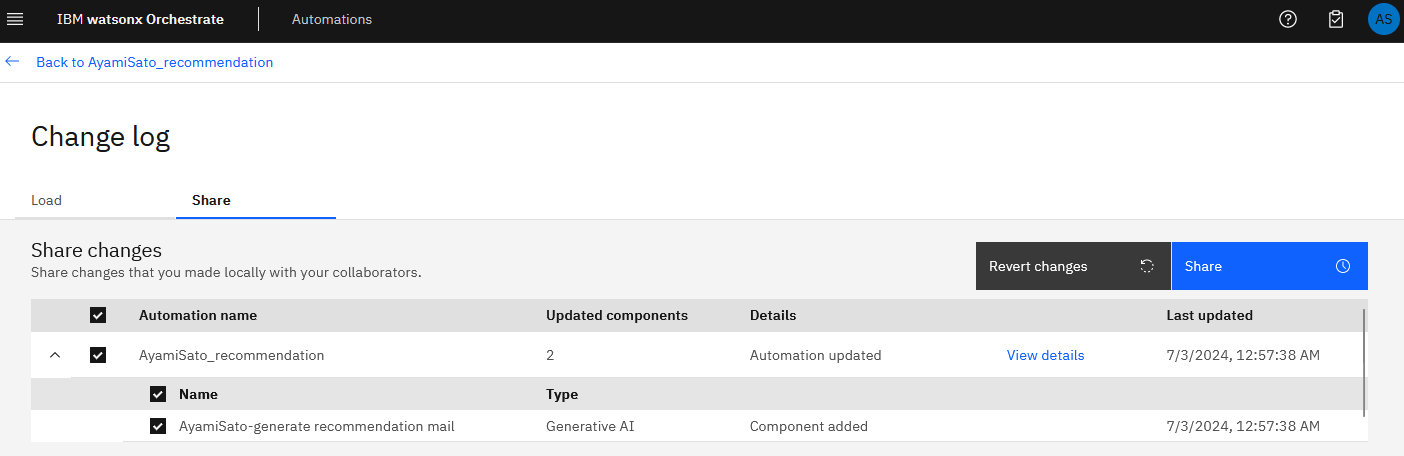 IBM watsonx Orchestrate Automations AS
Back to AyamiSato_recommendation
Change log
Load Share
Share changes
Share changes that you made locally with your collaborators.
Revert changes Share
Automation name Updated components Details Last updated
AyamiSato_recommendation 2 Automation updated View details 7/3/2024, 12:57:38 AM
Name Type
AyamiSato-generate recommendation mail Generative AI Component added 7/3/2024, 12:57:38 AM